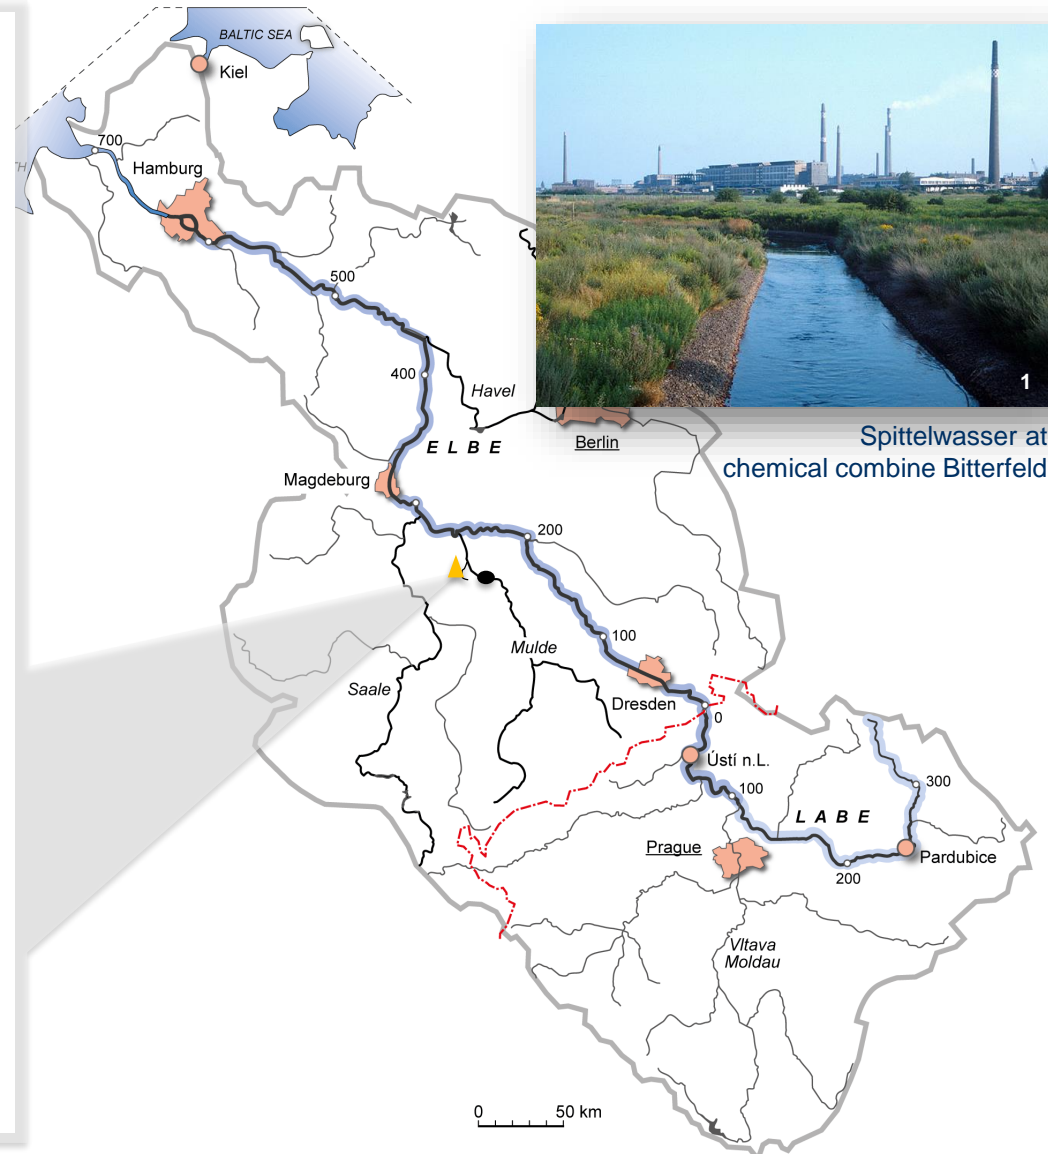 BALTIC SEA
Kiel
700
TH
Hamburg
500
400
Havel
1
E L B E
Berlin
Spittelwasser at
chemical combine Bitterfeld
Magdeburg
200
100
Mulde
Saale
Dresden
0
Ústí n.L.
100
300
L A B E
Prague
Pardubice
200
Vltava
Moldau
0 50 km